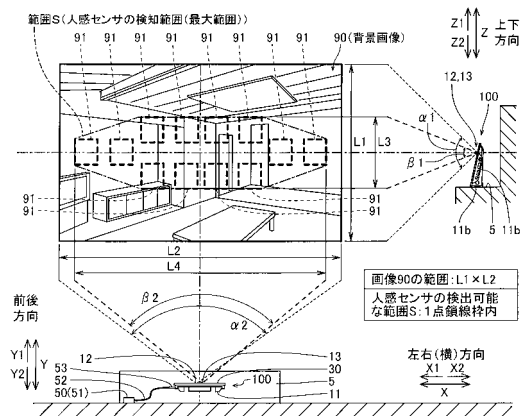 範囲S(人感センサの検知範囲(最大範囲))
91 91 91 91 91 91 91
90(背景画像)
Z1
Z2
Z
上下
方向
12,13
100
α1
β1
L1
L3
11b
5
11b
91
91
91
91
L2
L4
画像90の範囲:L1×L2
人感センサの検出可能
な範囲S:1点鎖線枠内
前後
方向
Y1
Y2
Y
β2
α2
12
13
53
30
52
100
5
50(51)
11
左右(横)方向
X1 X2
X